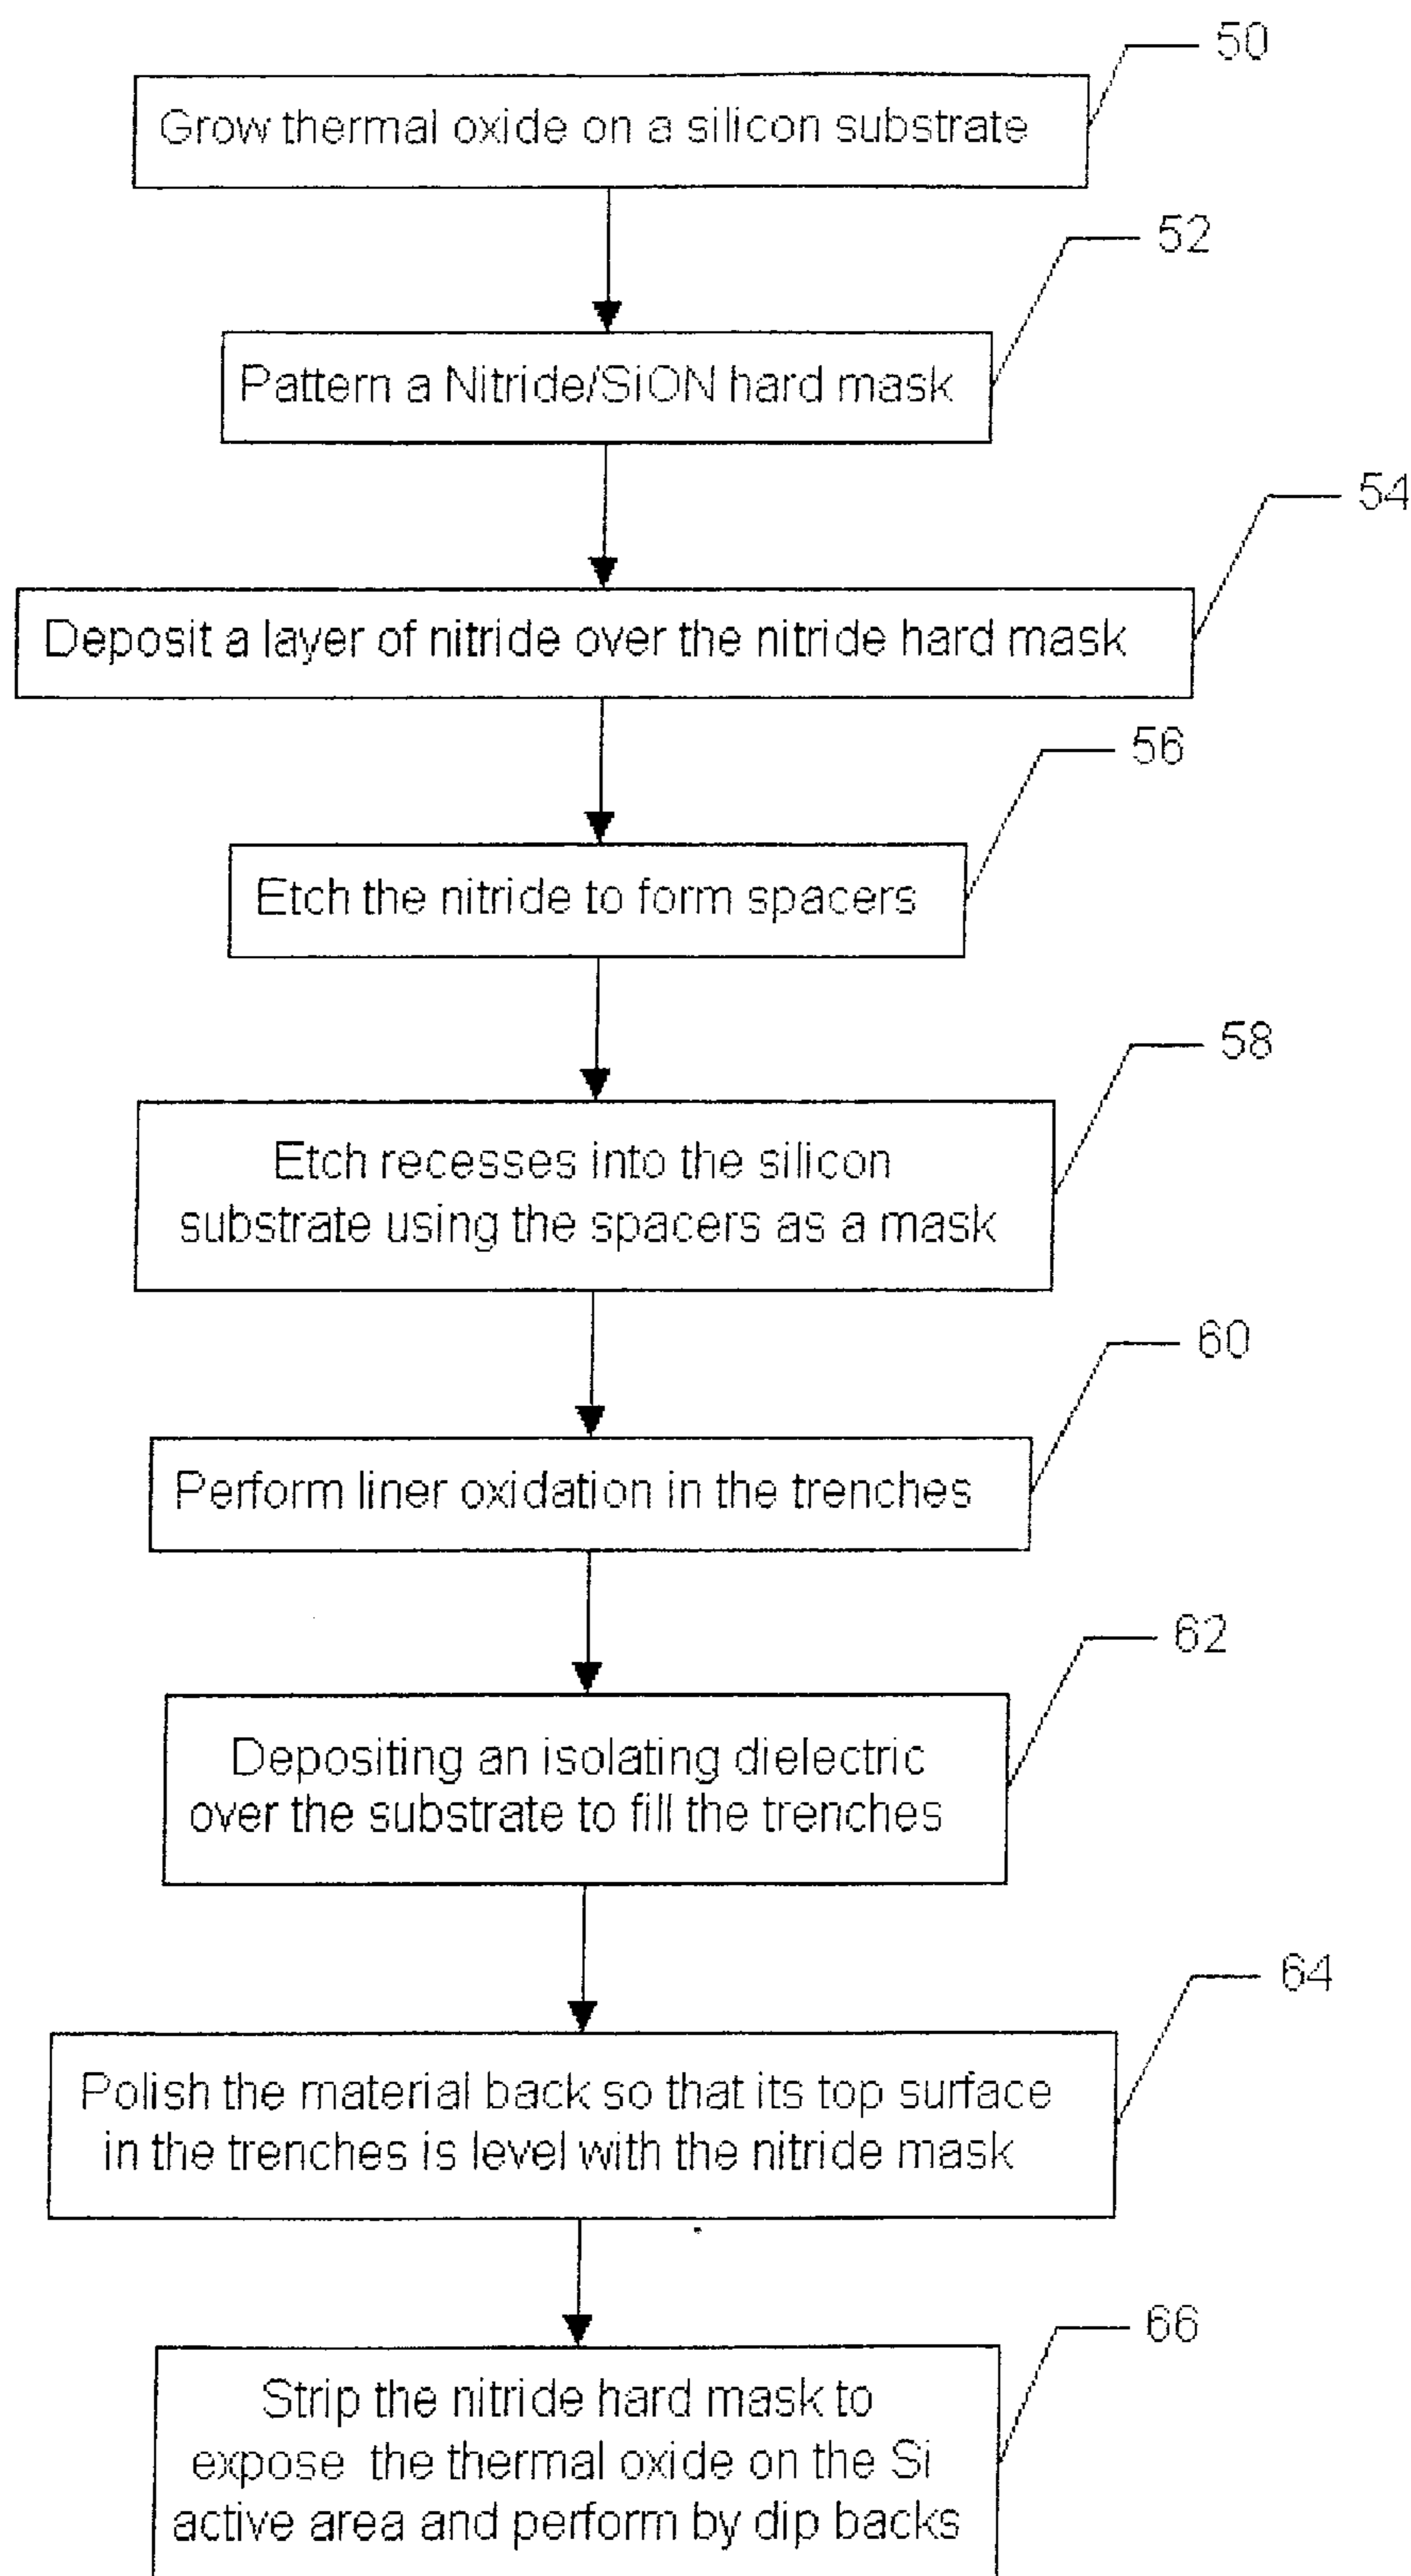 50
Grow thermal oxide on a silicon substrate
52
Pattern a Nitride/SiON hard mask
54
Deposit a layer of nitride over the nitride hard mask
56
Etch the nitride to form spacers
58
Etch recesses into the silicon
substrate using the spacers as a mask
60
Perform liner oxidation in the trenches
62
Depositing an isolating dielectric
over the substrate to fill the trenches
64
Polish the material back so that its top surface
in the trenches is level with the nitride mask
66
Strip the nitride hard mask to
expose the thermal oxide on the Si
active area and perform by dip backs